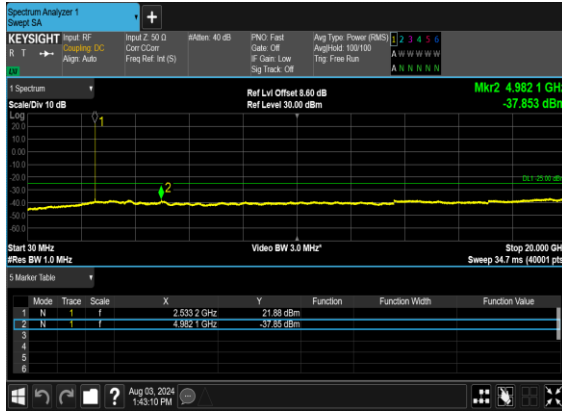 Spectrum Analyzer 1
Swept SA
+
KEYSIGHT Input: RF Input Z: 50 Ω #Atten: 40 dB PNO: Fast Avg Type: Power (RMS) 1 2 3 4 5 6
R T Coupling: DC Corr CCorr Gate: Off Avg|Hold: 100/100 A W W W W W
Align: Auto Freq Ref: Int (S) IF Gain: Low Trig: Free Run
LU Sig Track: Off A N N N N N
1 Spectrum Ref Lvl Offset 8.60 dB Mkr2 4.982 1 GHz
Scale/Div 10 dB Ref Level 30.00 dBm -37.853 dBm
Log
20.0
10.0
0.00
-10.0
-20.0
-30.0
-40.0
-50.0
-60.0
1
2
DL1 -25.00 dBm
Start 30 MHz Video BW 3.0 MHz* Stop 20.000 GHz
#Res BW 1.0 MHz Sweep 34.7 ms (40001 pts)
5 Marker Table
Mode Trace Scale X Y Function Function Width Function Value
1 N 1 f 2.533 2 GHz 21.88 dBm
2 N 1 f 4.982 1 GHz -37.85 dBm
3
4
5
6
? Aug 03, 2024
1:43:10 PM